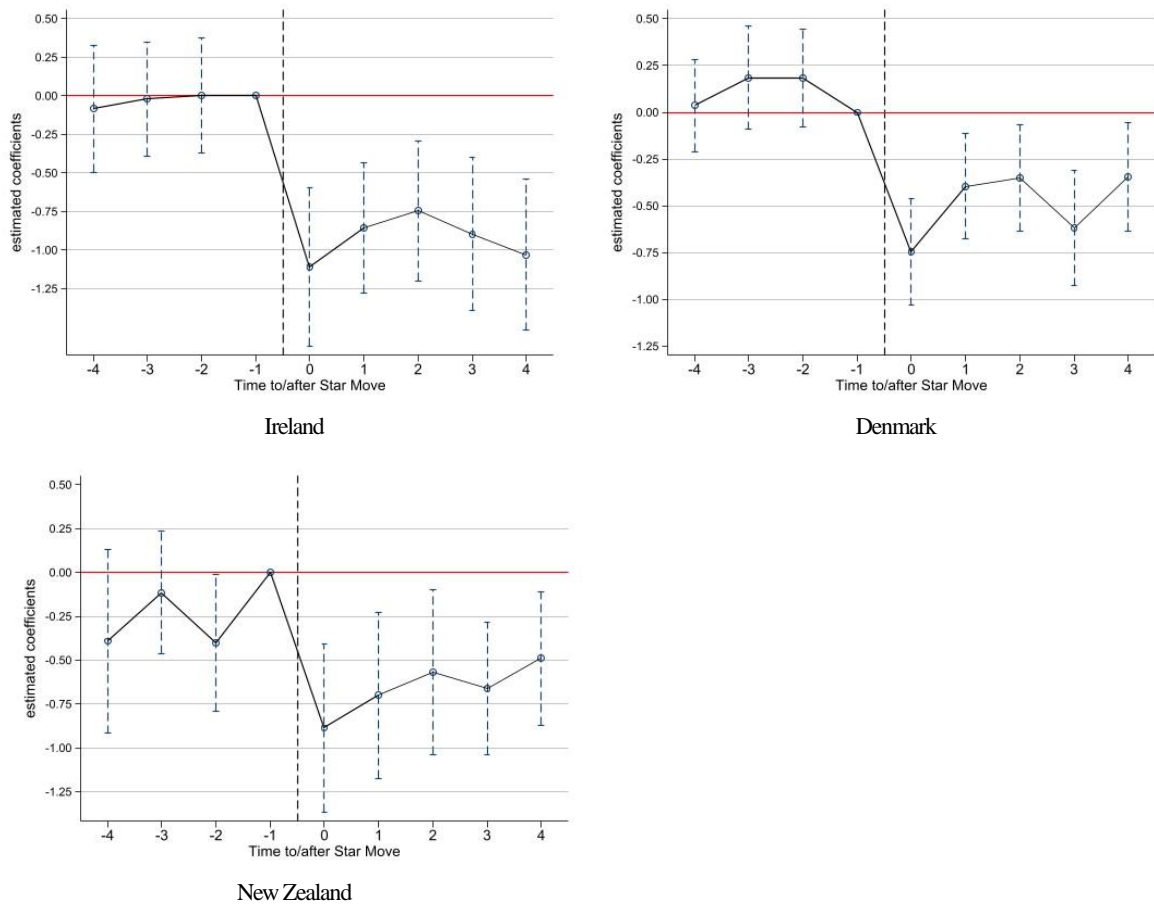 0.50
0.25
0.00
-0.25
-0.50
-0.75
-1.00
-1.25
estimated coefficients
-4 -3 -2 -1 0 1 2 3 4
Time to/after Star Move
Ireland
0.50
0.25
0.00
-0.25
-0.50
-0.75
-1.00
-1.25
estimated coefficients
-4 -3 -2 -1 0 1 2 3 4
Time to/after Star Move
Denmark
0.50
0.25
0.00
-0.25
-0.50
-0.75
-1.00
-1.25
estimated coefficients
-4 -3 -2 -1 0 1 2 3 4
Time to/after Star Move
New Zealand